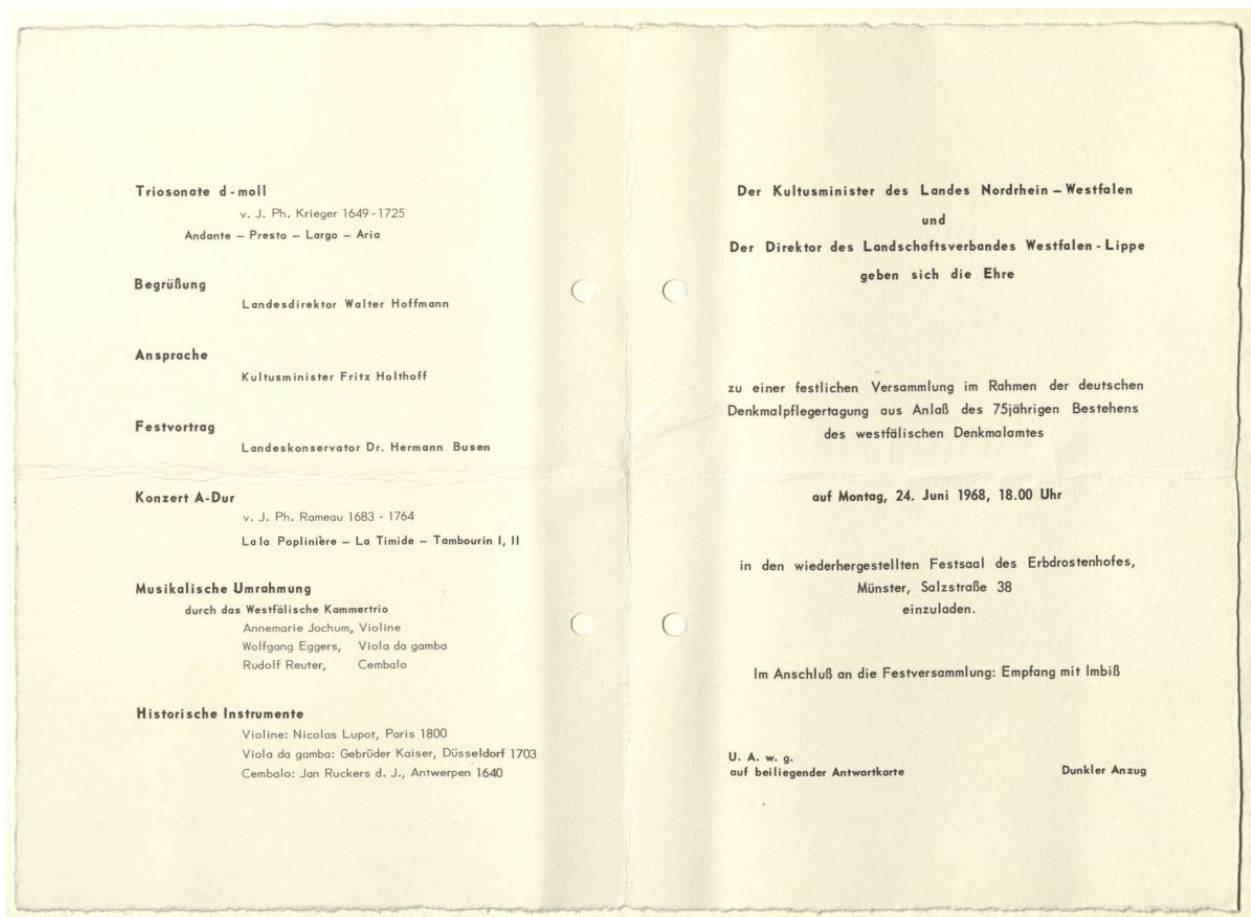 Triosonate d-moll
v. J. Ph. Krieger 1649-1725
Andante – Presto – Largo – Aria
Begrüßung
Landesdirektor Walter Hoffmann
Ansprache
Kultusminister Fritz Holthoff
Festvortrag
Landeskonservator Dr. Hermann Busen
Konzert A-Dur
v. J. Ph. Rameau 1683 - 1764
La la Poplinière – La Timide – Tambourin I, II
Musikalische Umrahmung
durch das Westfälische Kammertrio
Annemarie Jochum, Violine
Wolfgang Eggers, Viola da gamba
Rudolf Reuter, Cembalo
Historische Instrumente
Violine: Nicolas Lupot, Paris 1800
Viola da gamba: Gebrüder Kaiser, Düsseldorf 1703
Cembalo: Jan Ruckers d. J., Antwerpen 1640
Der Kultusminister des Landes Nordrhein – Westfalen
und
Der Direktor des Landschaftsverbandes Westfalen - Lippe
geben sich die Ehre
zu einer festlichen Versammlung im Rahmen der deutschen
Denkmalpflegertagung aus Anlaß des 75jährigen Bestehens
des westfälischen Denkmalamtes
auf Montag, 24. Juni 1968, 18.00 Uhr
in den wiederhergestellten Festsaal des Erbdrostenhofes,
Münster, Salzstraße 38
einzuladen.
Im Anschluß an die Festversammlung: Empfang mit Imbiß
U. A. w. g.
auf beiliegender Antwortkarte Dunkler Anzug